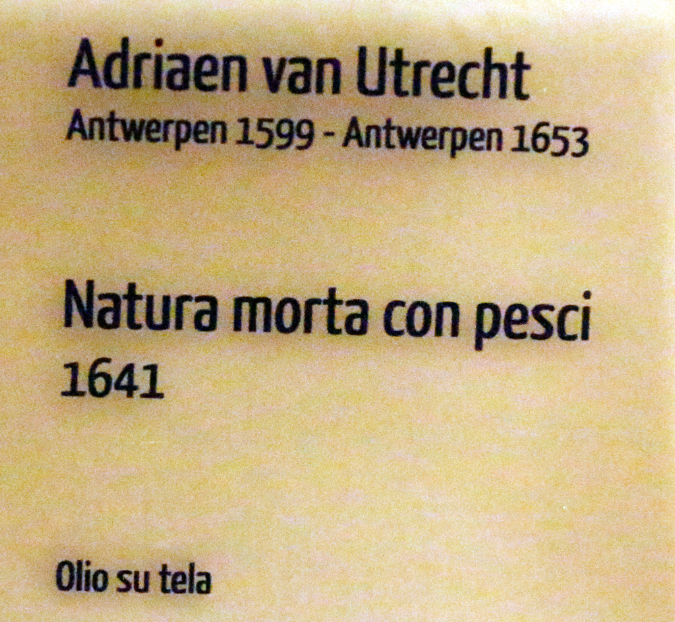 Adriaen van Utrecht
Antwerpen 1599 - Antwerpen 1653
Natura morta con pesci
1641
Olio su tela